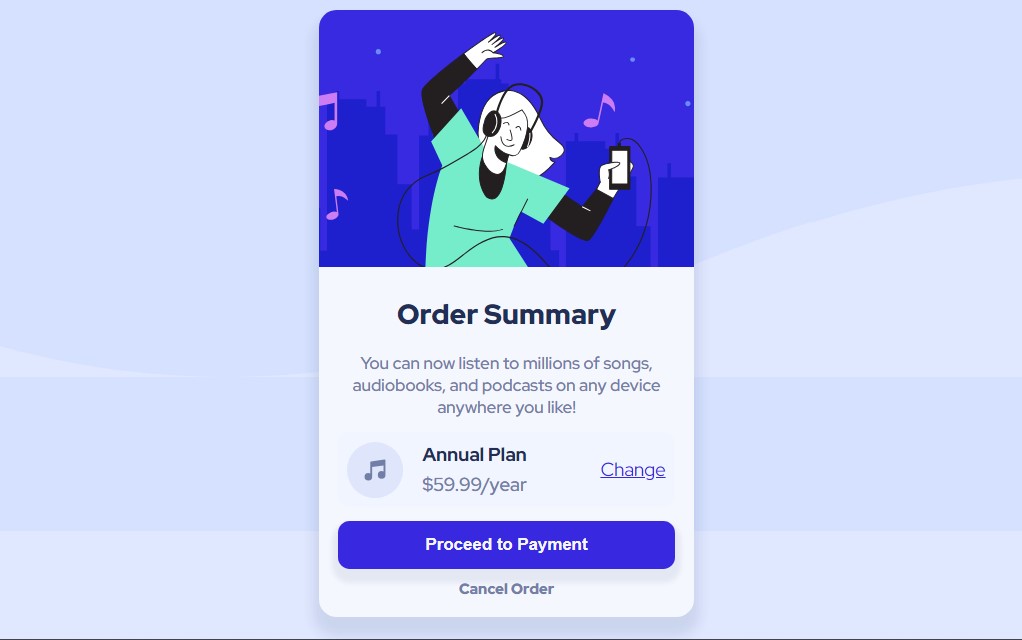 Order Summary
You can now listen to millions of songs,
audiobooks, and podcasts on any device
anywhere you like!
Annual Plan
$59.99/year
Change
Proceed to Payment
Cancel Order